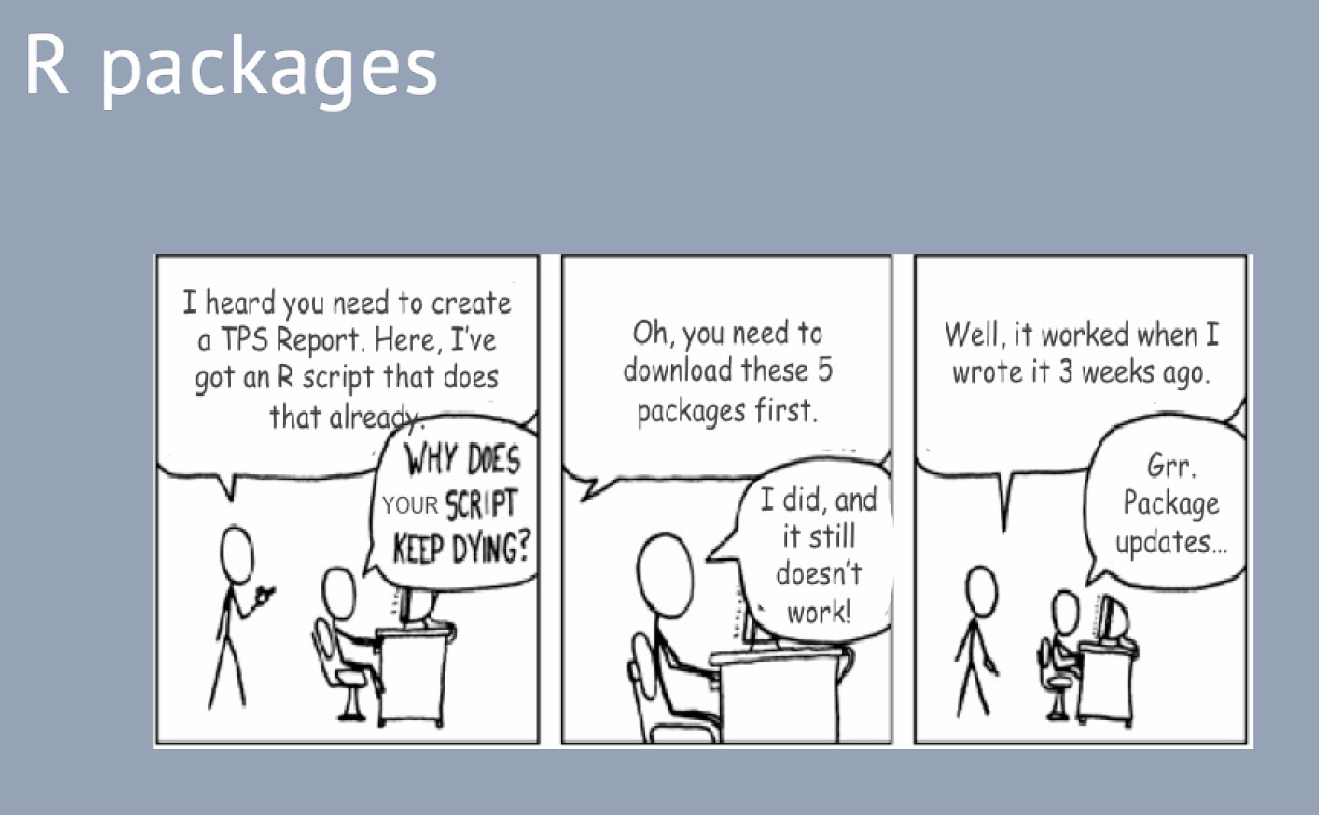 R packages
I heard you need to create
a TPS Report. Here, I've
got an R script that does
that already.
WHY DOES
YOUR SCRIPT
KEEP DYING?
Oh, you need to
download these 5
packages first.
I did, and
it still
doesn't
work!
Well, it worked when I
wrote it 3 weeks ago.
Grr.
Package
updates...